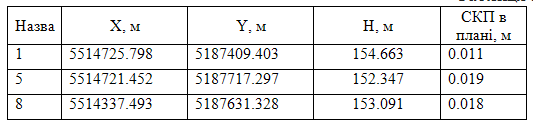 Назва X, м Y, м H, м СКП в плані, м
1 5514725.798 5187409.403 154.663 0.011
5 5514721.452 5187717.297 152.347 0.019
8 5514337.493 5187631.328 153.091 0.018